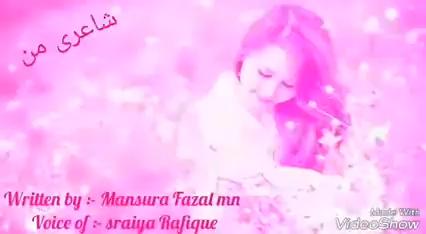 شاعری من
Written by :- Mansura Fazal mn
Voice of :- sraiya Rafique
Made With
VideoShow